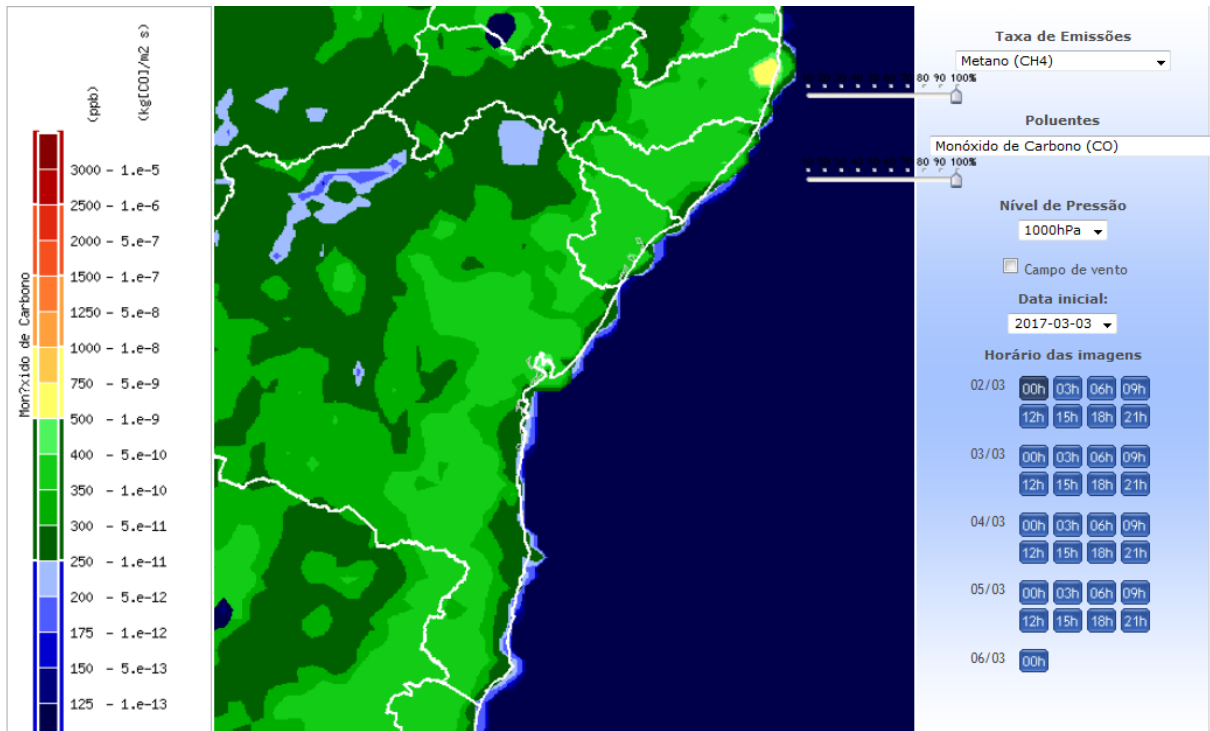 Mon?xido de Carbono
(ppb)
(kg[CO]/m2 s)
3000 - 1.e-5
2500 - 1.e-6
2000 - 5.e-7
1500 - 1.e-7
1250 - 5.e-8
1000 - 1.e-8
750 - 5.e-9
500 - 1.e-9
400 - 5.e-10
350 - 1.e-10
300 - 5.e-11
250 - 1.e-11
200 - 5.e-12
175 - 1.e-12
150 - 5.e-13
125 - 1.e-13
Taxa de Emissões
Metano (CH4)
80 90 100%
Poluentes
Monóxido de Carbono (CO)
80 90 100%
Nível de Pressão
1000hPa
Campo de vento
Data inicial:
2017-03-03
Horário das imagens
02/03 00h 03h 06h 09h
12h 15h 18h 21h
03/03 00h 03h 06h 09h
12h 15h 18h 21h
04/03 00h 03h 06h 09h
12h 15h 18h 21h
05/03 00h 03h 06h 09h
12h 15h 18h 21h
06/03 00h